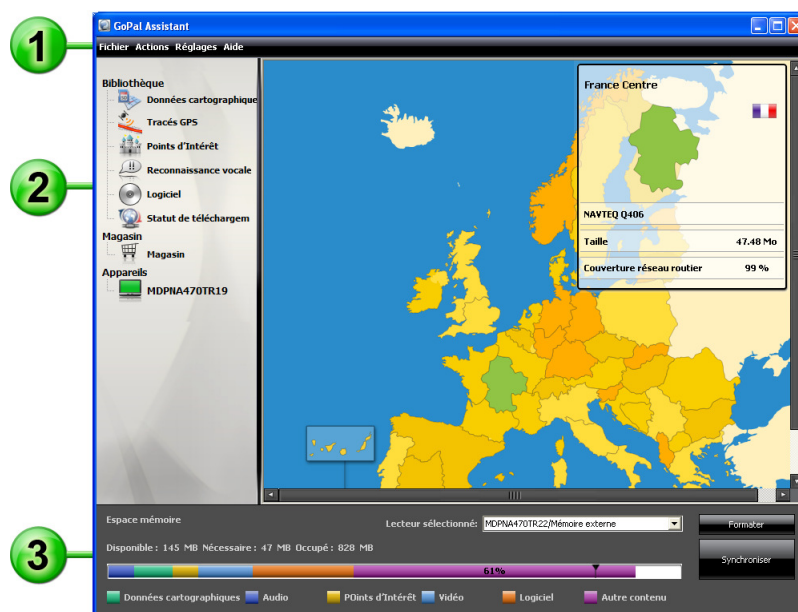 GoPal Assistant
1
Fichier Actions Réglages Aide
2
Bibliothèque
Données cartographique
Tracés GPS
Points d'Intérêt
Reconnaissance vocale
Logiciel
Statut de téléchargem
Magasin
Magasin
Appareils
MDPNA470TR19
France Centre
NAVTEQ Q406
Taille 47.48 Mo
Couverture réseau routier 99 %
3
Espace mémoire
Lecteur sélectionné: MDPNA470TR22/Mémoire externe
Formater
Disponible : 145 MB Nécessaire : 47 MB Occupé : 828 MB
Synchroniser
61%
Données cartographiques Audio POints d'Intérêt Vidéo Logiciel Autre contenu